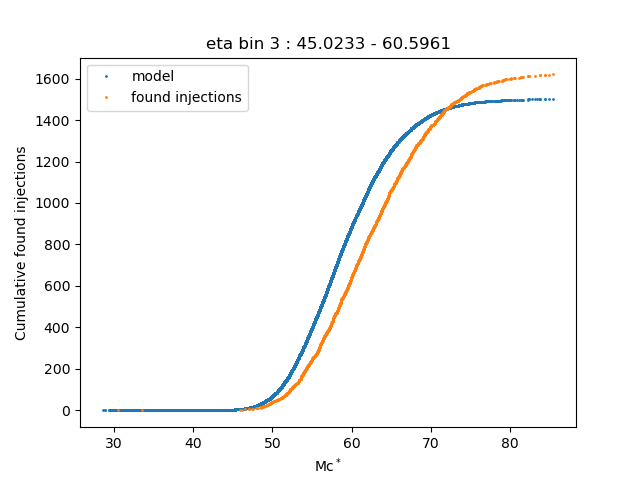 eta bin 3 : 45.0233 - 60.5961
model
found injections
Cumulative found injections
1600
1400
1200
1000
800
600
400
200
0
30 40 50 60 70 80
Mc*